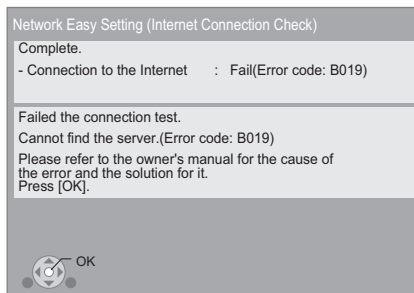 Network Easy Setting (Internet Connection Check)
Complete.
- Connection to the Internet : Fail(Error code: B019)
Failed the connection test.
Cannot find the server.(Error code: B019)
Please refer to the owner's manual for the cause of
the error and the solution for it.
Press [OK].
OK